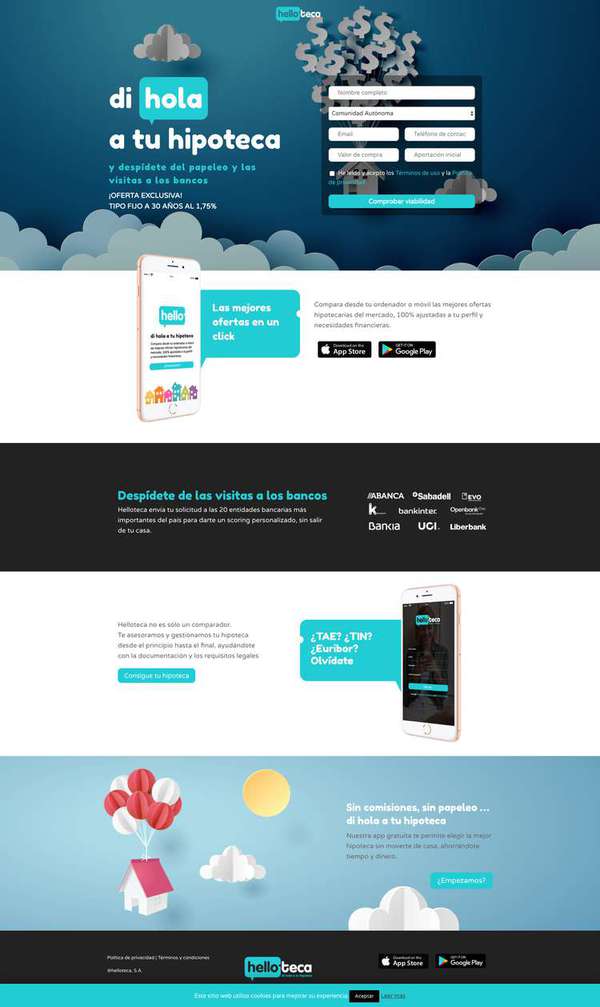 helloteca
di hola
a tu hipoteca
y despídete del papeleo y las
visitas a los bancos
¡OFERTA EXCLUSIVA!
TIPO FIJO A 30 AÑOS AL 1,75%
Nombre completo
Comunidad Autónoma
Email
Teléfono de contac
Valor de compra
Aportación inicial
He leído y acepto los Términos de uso y la Política
de privacidad
Comprobar viabilidad
hello
di hola a tu hipoteca
Las mejores
ofertas en un
click
Compara desde tu ordenador o móvil las mejores ofertas
hipotecarias del mercado, 100% ajustadas a tu perfil y
necesidades financieras.
Download on the App Store
GET IT ON Google Play
Despídete de las visitas a los bancos
Helloteca envía tu solicitud a las 20 entidades bancarias más
importantes del país para darte un scoring personalizado, sin salir
de tu casa.
ABANCA Sabadell EVO
k bankinter. Openbank
Bankia UCI Liberbank
Helloteca no es sólo un comparador.
Te asesoramos y gestionamos tu hipoteca
desde el principio hasta el final, ayudándote
con la documentación y los requisitos legales
Consigue tu hipoteca
¿TAE? ¿TIN?
¿Euribor?
Olvídate
helloteca
Sin comisiones, sin papeleo ...
di hola a tu hipoteca
Nuestra app gratuita te permite elegir la mejor
hipoteca sin moverte de casa, ahorrándote
tiempo y dinero.
¿Empezamos?
Política de privacidad | Términos y condiciones
®helloteca, S.A.
helloteca
di hola a tu hipoteca
Download on the App Store
GET IT ON Google Play
Este sitio web utiliza cookies para mejorar su experiencia. Aceptar Leer más